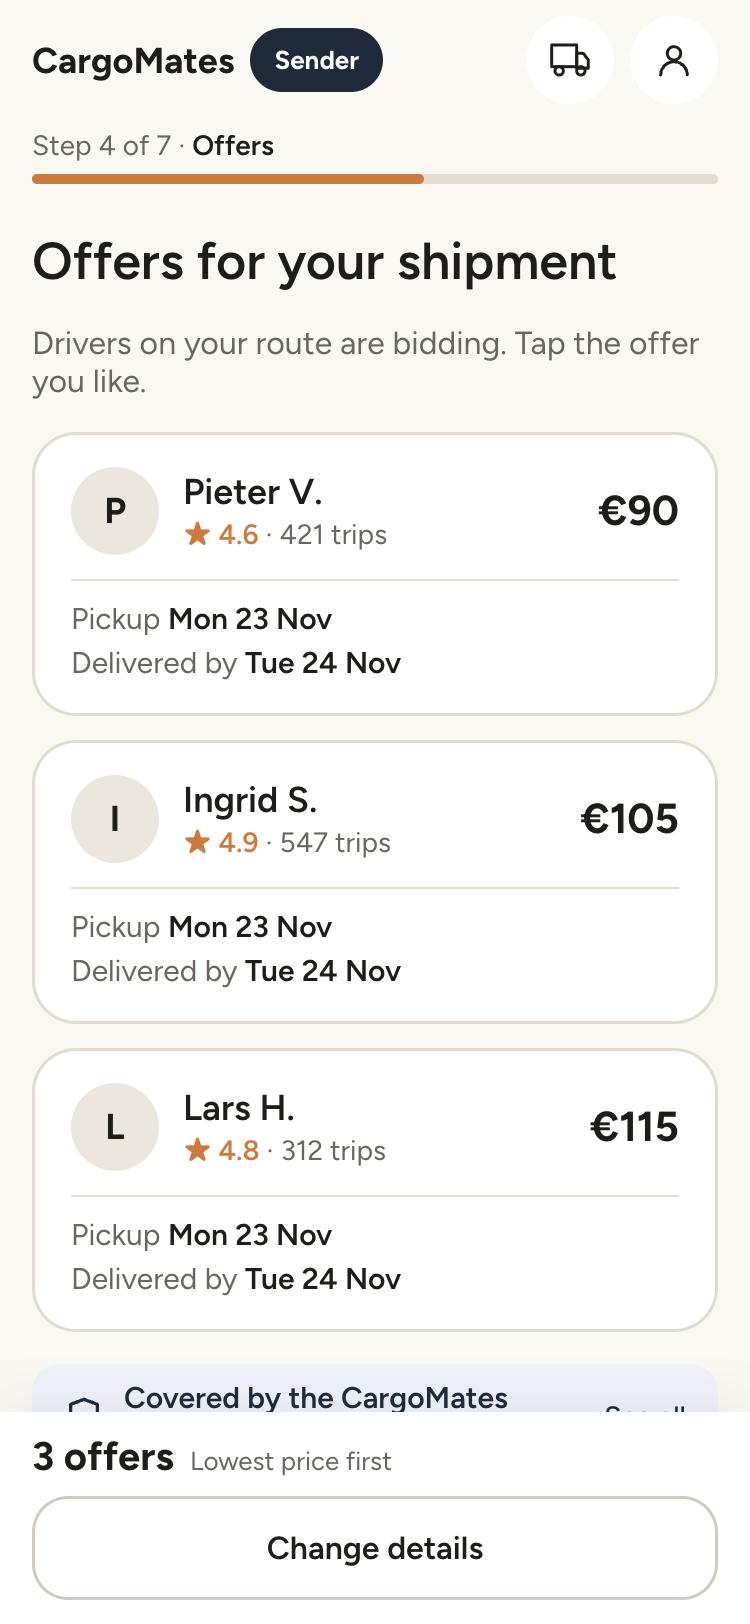 CargoMates Sender
Step 4 of 7 · Offers
Offers for your shipment
Drivers on your route are bidding. Tap the offer
you like.
P
Pieter V.
★ 4.6 · 421 trips
€90
Pickup Mon 23 Nov
Delivered by Tue 24 Nov
I
Ingrid S.
★ 4.9 · 547 trips
€105
Pickup Mon 23 Nov
Delivered by Tue 24 Nov
L
Lars H.
★ 4.8 · 312 trips
€115
Pickup Mon 23 Nov
Delivered by Tue 24 Nov
Covered by the CargoMates
3 offers Lowest price first
Change details